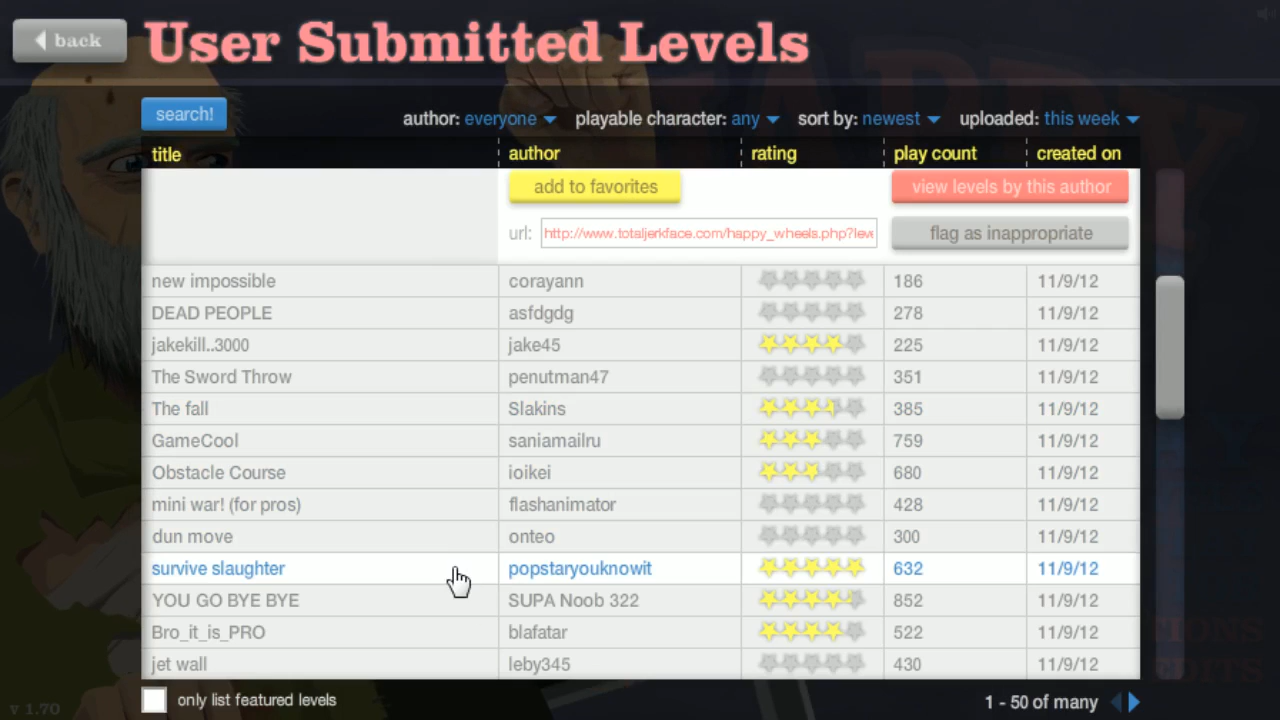 back
User Submitted Levels
search!
author: everyone playable character: any sort by: newest uploaded: this week
title author rating play count created on
add to favorites view levels by this author
url: http://www.totaljerkface.com/happy_wheels.php?leve flag as inappropriate
new impossible corayann 186 11/9/12
DEAD PEOPLE asfdgdg 278 11/9/12
jakekill..3000 jake45 225 11/9/12
The Sword Throw penutman47 351 11/9/12
The fall Slakins 385 11/9/12
GameCool saniamailru 759 11/9/12
Obstacle Course ioikei 680 11/9/12
mini war! (for pros) flashanimator 428 11/9/12
dun move onteo 300 11/9/12
survive slaughter popstaryouknowit 632 11/9/12
YOU GO BYE BYE SUPA Noob 322 852 11/9/12
Bro_it_is_PRO blafatar 522 11/9/12
jet wall leby345 430 11/9/12
only list featured levels 1 - 50 of many
v 1.70